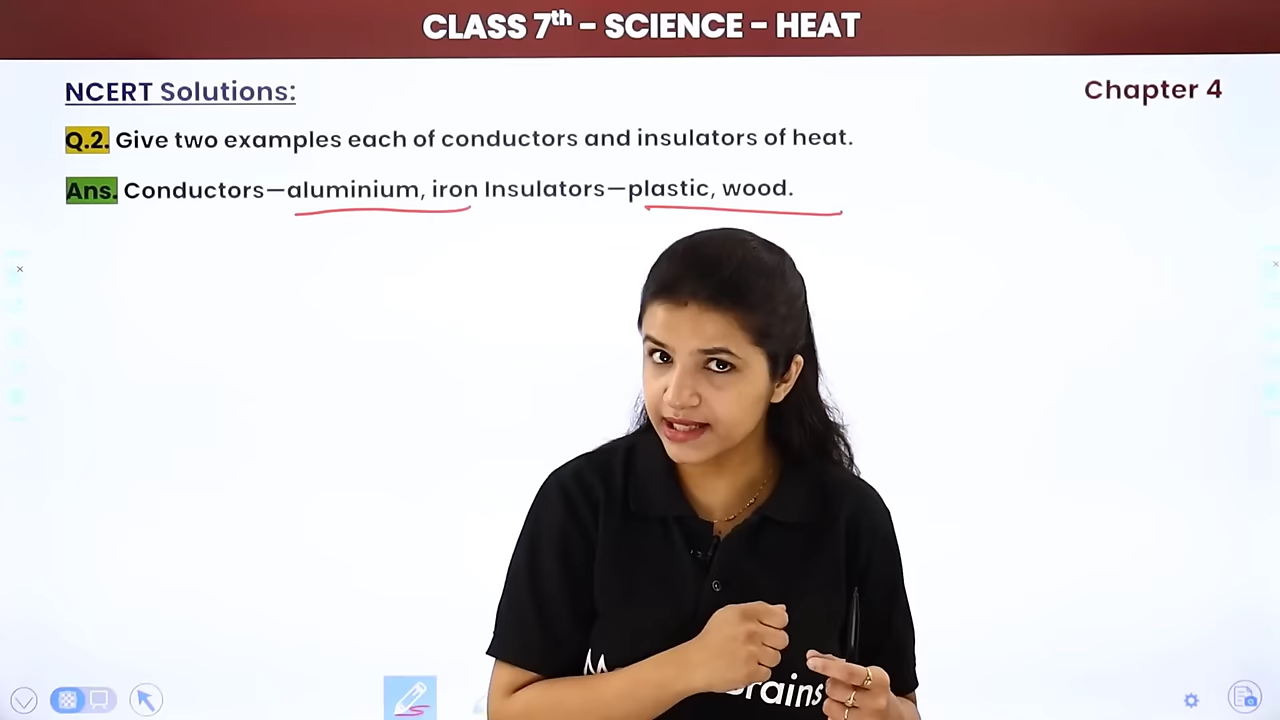 CLASS 7th - SCIENCE - HEAT
NCERT Solutions:
Chapter 4
Q.2. Give two examples each of conductors and insulators of heat.
Ans. Conductors—aluminium, iron Insulators—plastic, wood.